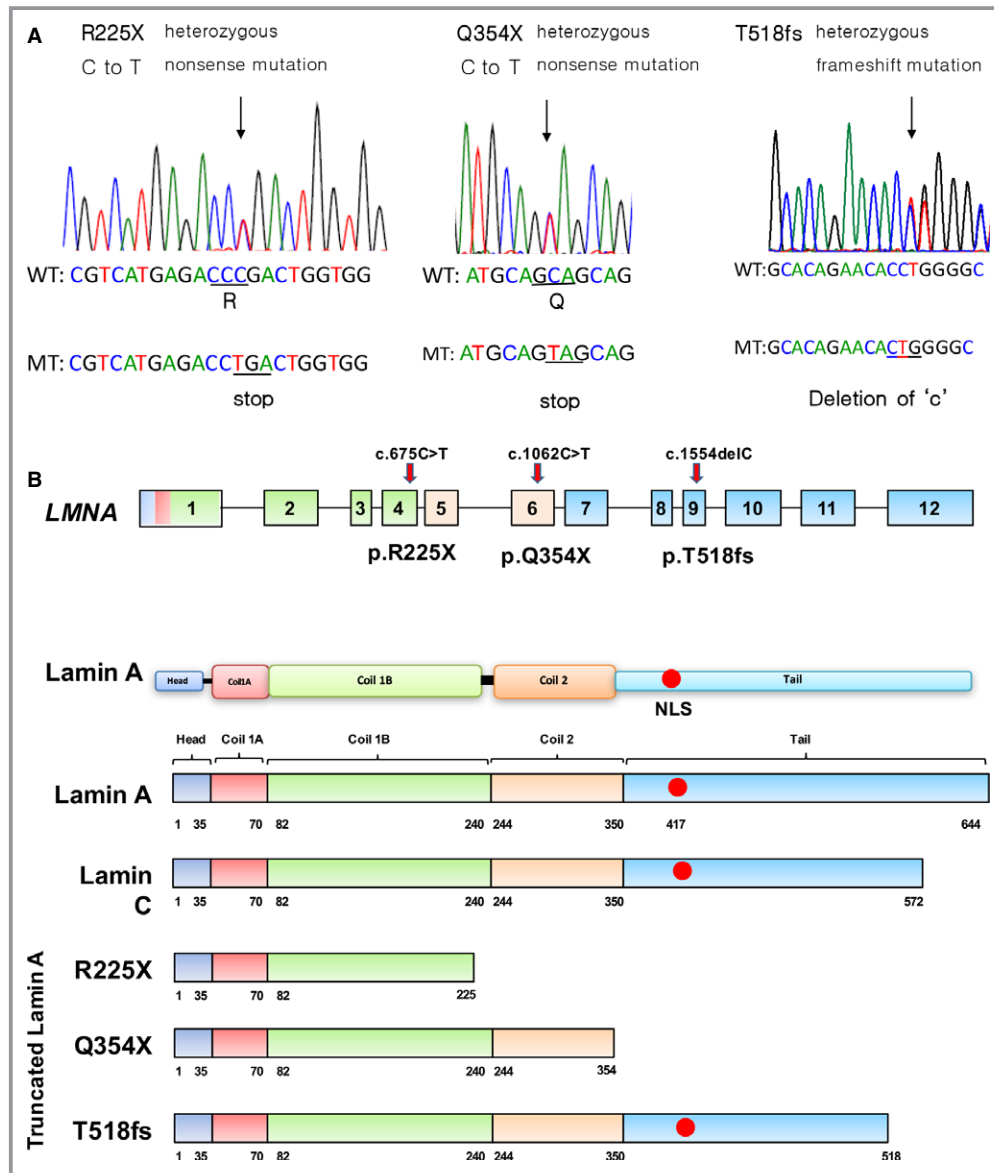 A
R225X heterozygous
C to T nonsense mutation
Q354X heterozygous
C to T nonsense mutation
T518fs heterozygous
frameshift mutation
WT: CGTCATGAGACCCGACTGGTGG
R
WT: ATGCAGCAGCAG
Q
WT:GCACAGAACACCTGGGGC
MT: CGTCATGAGACCTGACTGGTGG
stop
MT: ATGCAGTAGCAG
stop
MT:GCACAGAACACTGGGGC
Deletion of ‘c’
B
c.675C>T
c.1062C>T
c.1554delC
LMNA
1 2 3 4 5 6 7 8 9 10 11 12
p.R225X
p.Q354X
p.T518fs
Lamin A
Head Coil1A Coil 1B Coil 2 Tail
NLS
Head Coil 1A Coil 1B Coil 2 Tail
Lamin A
1 35 70 82 240 244 350 417 644
Lamin
C
1 35 70 82 240 244 350 572
Truncated Lamin A
R225X
1 35 70 82 225
Q354X
1 35 70 82 240 244 354
T518fs
1 35 70 82 240 244 350 518